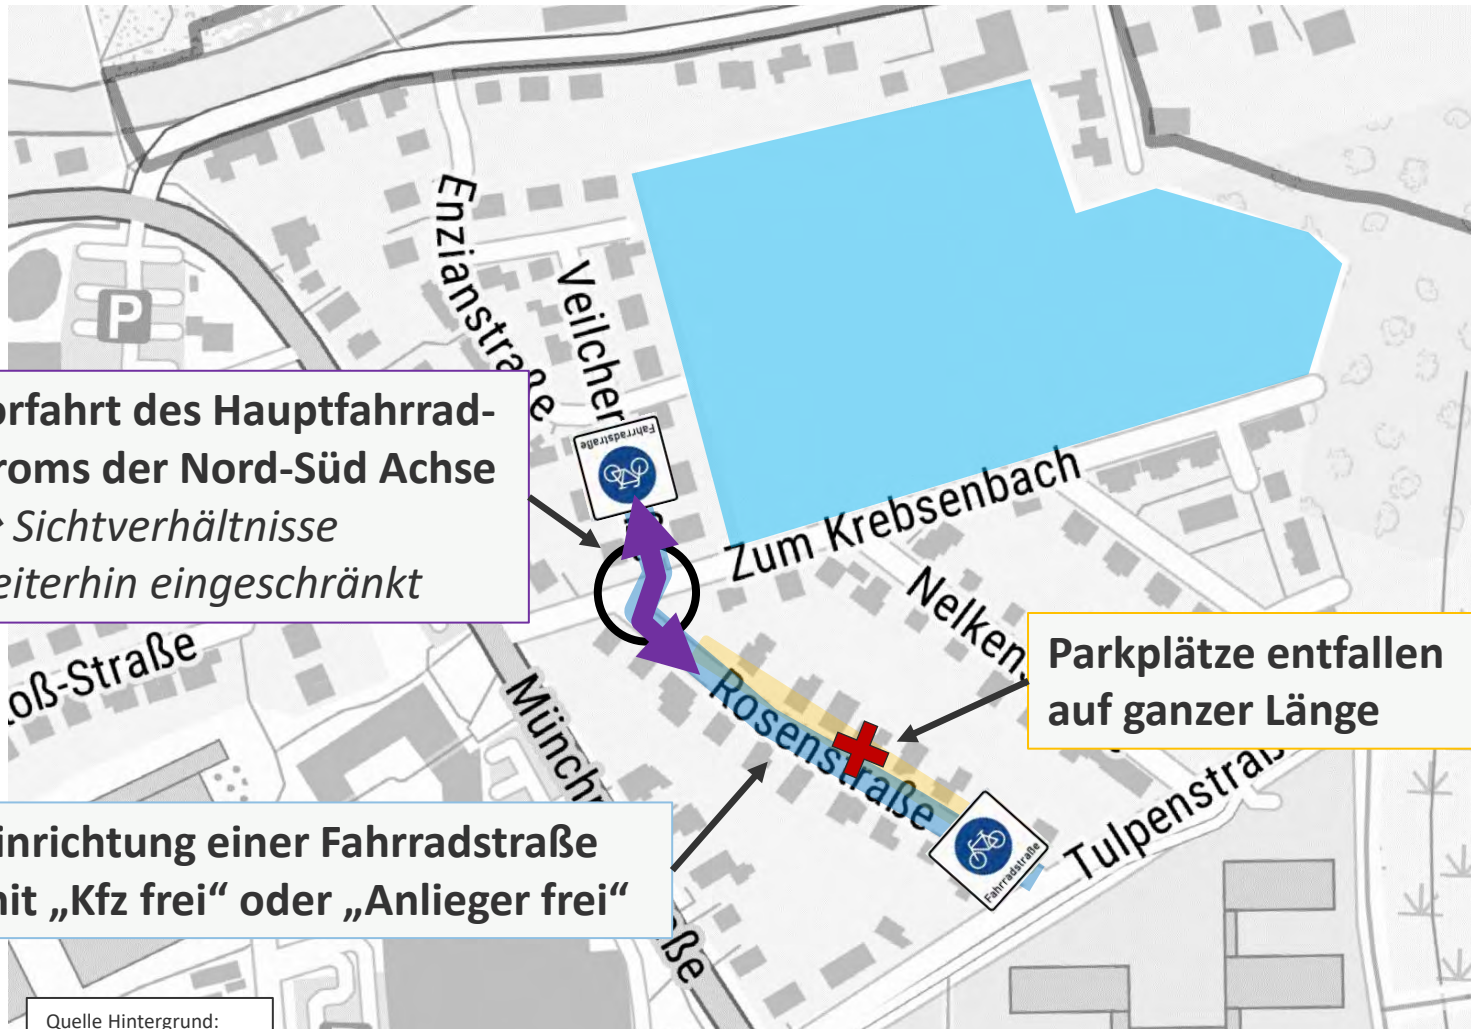 Enzianstraße
Veilchen
P
orfahrt des Hauptfahrrad-
roms der Nord-Süd Achse
Sichtverhältnisse
eiterhin eingeschränkt
Fahrradstraße
Zum Krebsenbach
Nelken
oß-Straße
Parkplätze entfallen
auf ganzer Länge
Rosenstraße
Münch
ße
inrichtung einer Fahrradstraße
mit „Kfz frei“ oder „Anlieger frei“
Fahrradstraße
Tulpenstraß
Quelle Hintergrund: